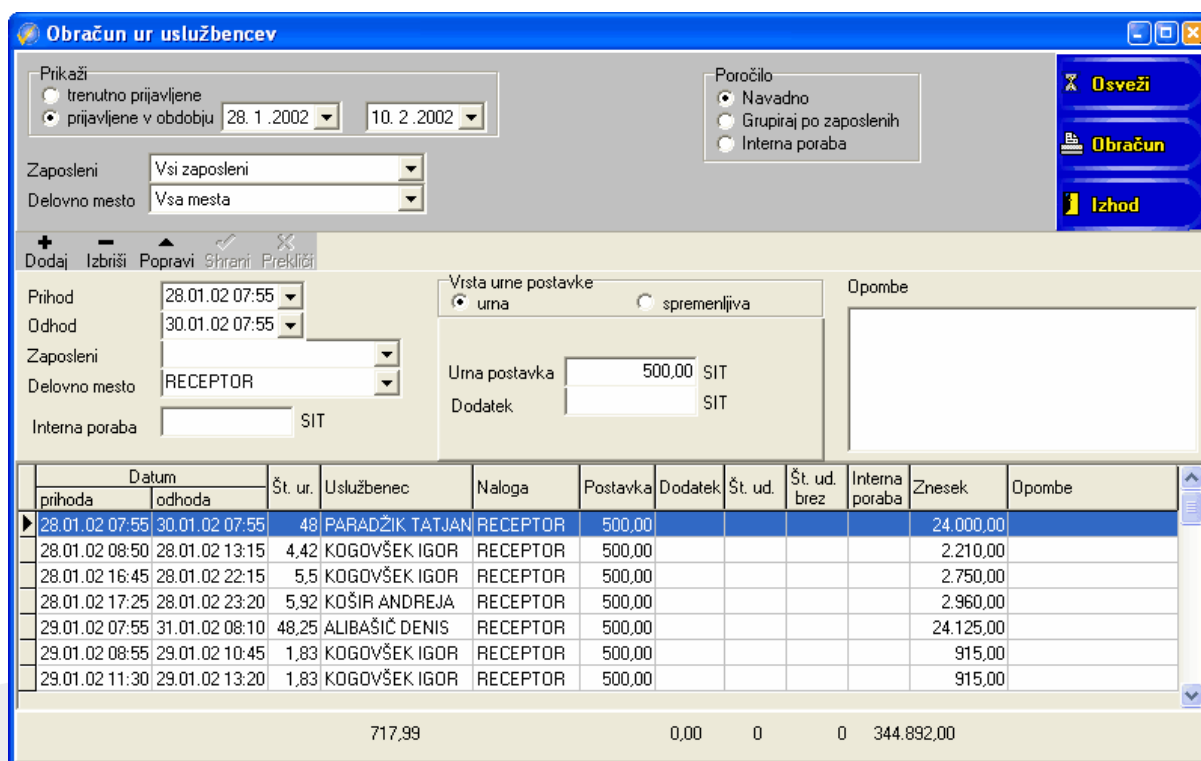 Obračun ur uslužbencev
Prikaži
trenutno prijavljene
prijavljene v obdobju 28. 1 .2002 10. 2 .2002
Zaposleni Vsi zaposleni
Delovno mesto Vsa mesta
Poročilo
Navadno
Grupiraj po zaposlenih
Interna poraba
Osveži
Obračun
Izhod
Dodaj Izbriši Popravi Shrani Prekliči
Prihod 28.01.02 07:55
Odhod 30.01.02 07:55
Zaposleni
Delovno mesto RECEPTOR
Interna poraba SIT
Vrsta urne postavke
urna spremenljiva
Urna postavka 500,00 SIT
Dodatek SIT
Opombe
Datum
prihoda odhoda Št. ur. Uslužbenec Naloga Postavka Dodatek Št. ud. Št. ud. brez Interna poraba Znesek Opombe
28.01.02 07:55 30.01.02 07:55 48 PARADŽIK TATJAN RECEPTOR 500,00 24.000,00
28.01.02 08:50 28.01.02 13:15 4,42 KOGOVŠEK IGOR RECEPTOR 500,00 2.210,00
28.01.02 16:45 28.01.02 22:15 5,5 KOGOVŠEK IGOR RECEPTOR 500,00 2.750,00
28.01.02 17:25 28.01.02 23:20 5,92 KOŠIR ANDREJA RECEPTOR 500,00 2.960,00
29.01.02 07:55 31.01.02 08:10 48,25 ALIBAŠIČ DENIS RECEPTOR 500,00 24.125,00
29.01.02 08:55 29.01.02 10:45 1,83 KOGOVŠEK IGOR RECEPTOR 500,00 915,00
29.01.02 11:30 29.01.02 13:20 1,83 KOGOVŠEK IGOR RECEPTOR 500,00 915,00
717,99 0,00 0 0 344.892,00